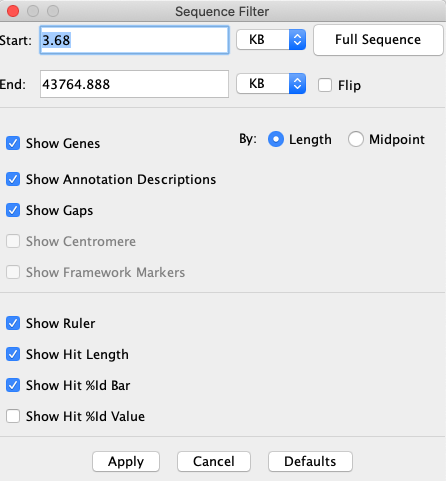 Sequence Filter
Start: 3.68 KB Full Sequence
End: 43764.888 KB Flip
Show Genes By: Length Midpoint
Show Annotation Descriptions
Show Gaps
Show Centromere
Show Framework Markers
Show Ruler
Show Hit Length
Show Hit %Id Bar
Show Hit %Id Value
Apply Cancel Defaults